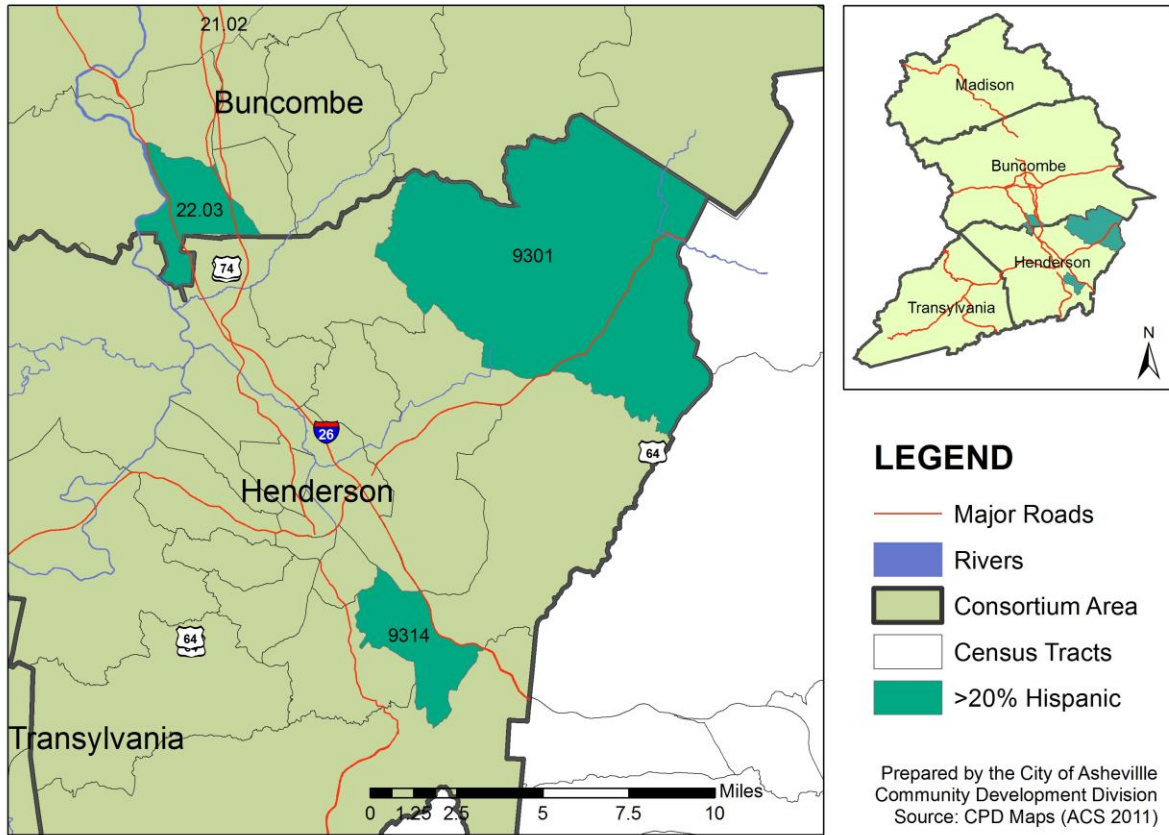 21.02
Buncombe
22.03
74
9301
26
64
Henderson
9314
64
Transylvania
Miles
0 1.25 2.5 5 7.5 10
Madison
Buncombe
Henderson
Transylvania
N
LEGEND
Major Roads
Rivers
Consortium Area
Census Tracts
>20% Hispanic
Prepared by the City of Ashevillle
Community Development Division
Source: CPD Maps (ACS 2011)